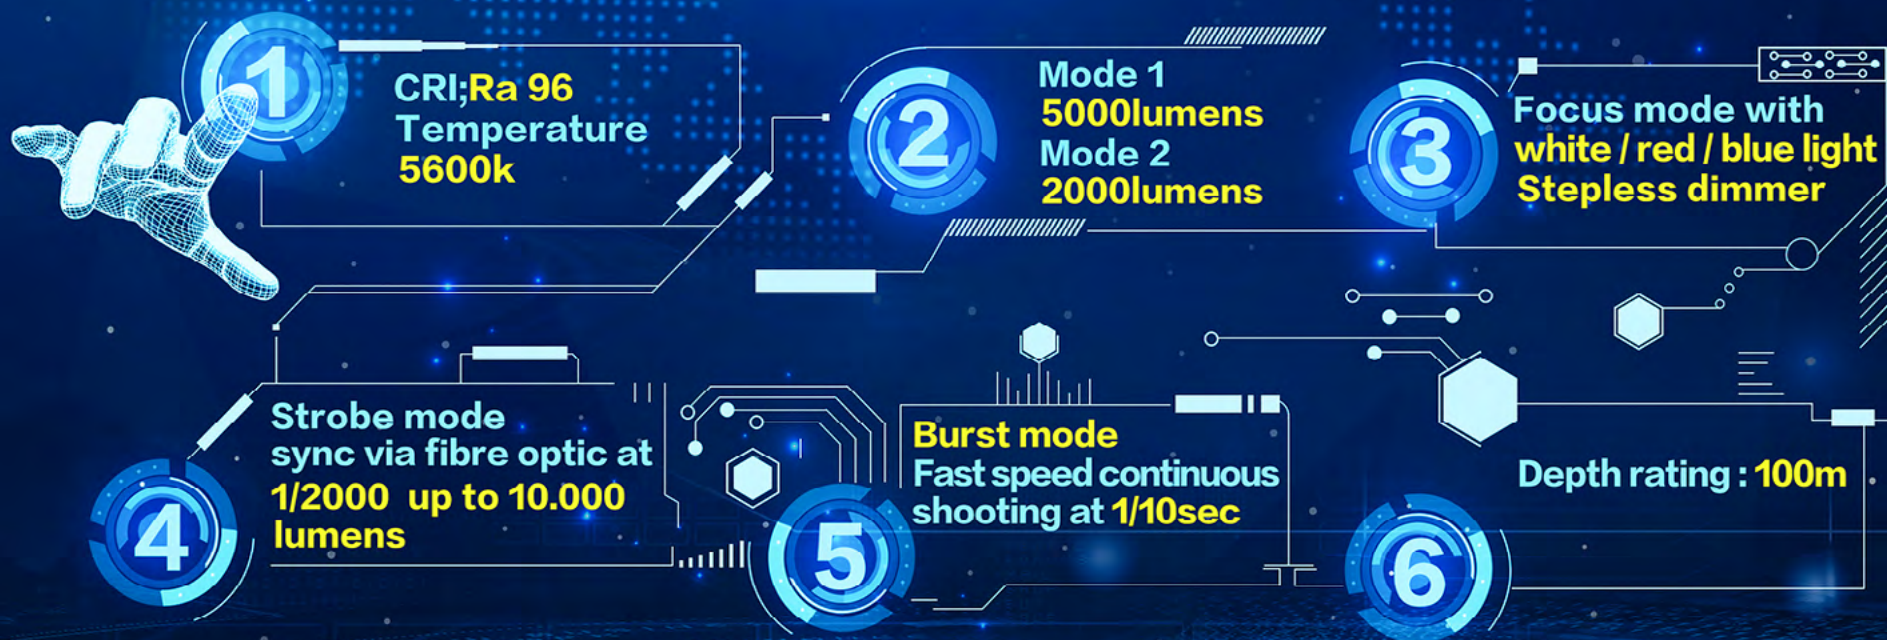 1
CRI;Ra 96
Temperature
5600k
2
Mode 1
5000lumens
Mode 2
2000lumens
3
Focus mode with
white / red / blue light
Stepless dimmer
4
Strobe mode
sync via fibre optic at
1/2000 up to 10.000
lumens
5
Burst mode
Fast speed continuous
shooting at 1/10sec
6
Depth rating : 100m